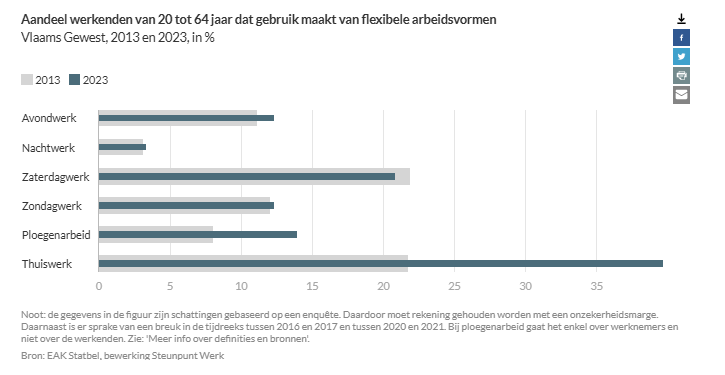 Aandeel werkenden van 20 tot 64 jaar dat gebruik maakt van flexibele arbeidsvormen
Vlaams Gewest, 2013 en 2023, in %
2013 2023
Avondwerk
Nachtwerk
Zaterdagwerk
Zondagwerk
Ploegenarbeid
Thuiswerk
0 5 10 15 20 25 30 35
Noot: de gegevens in de figuur zijn schattingen gebaseerd op een enquête. Daardoor moet rekening gehouden worden met een onzekerheidsmarge.
Daarnaast is er sprake van een breuk in de tijdreeks tussen 2016 en 2017 en tussen 2020 en 2021. Bij ploegenarbeid gaat het enkel over werknemers en
niet over de werkenden. Zie: 'Meer info over definities en bronnen'.
Bron: EAK Statbel, bewerking Steunpunt Werk